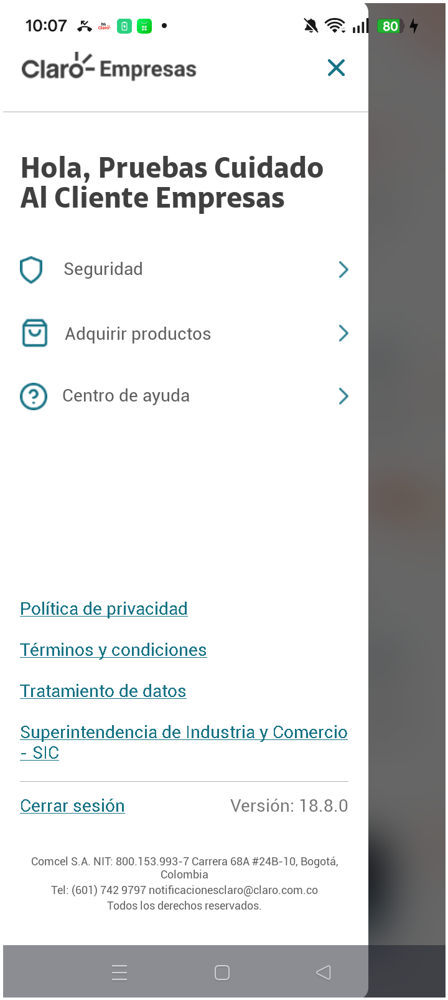 10:07
Mi
Claro
80
Claro Empresas
Hola, Pruebas Cuidado
Al Cliente Empresas
Seguridad
Adquirir productos
Centro de ayuda
Política de privacidad
Términos y condiciones
Tratamiento de datos
Superintendencia de Industria y Comercio
- SIC
Cerrar sesión
Versión: 18.8.0
Comcel S.A. NIT: 800.153.993-7 Carrera 68A #24B-10, Bogotá,
Colombia
Tel: (601) 742 9797 notificacionesclaro@claro.com.co
Todos los derechos reservados.